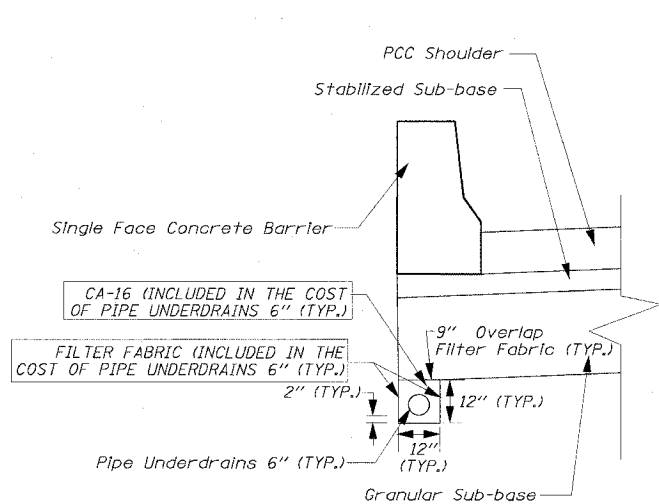 PCC Shoulder
Stabilized Sub-base
Single Face Concrete Barrier
CA-16 (INCLUDED IN THE COST
OF PIPE UNDERDRAINS 6" (TYP.)
9" Overlap
Filter Fabric (TYP.)
FILTER FABRIC (INCLUDED IN THE
COST OF PIPE UNDERDRAINS 6" (TYP.)
2" (TYP.)
12" (TYP.)
12"
(TYP.)
Pipe Underdrains 6" (TYP.)
Granular Sub-base